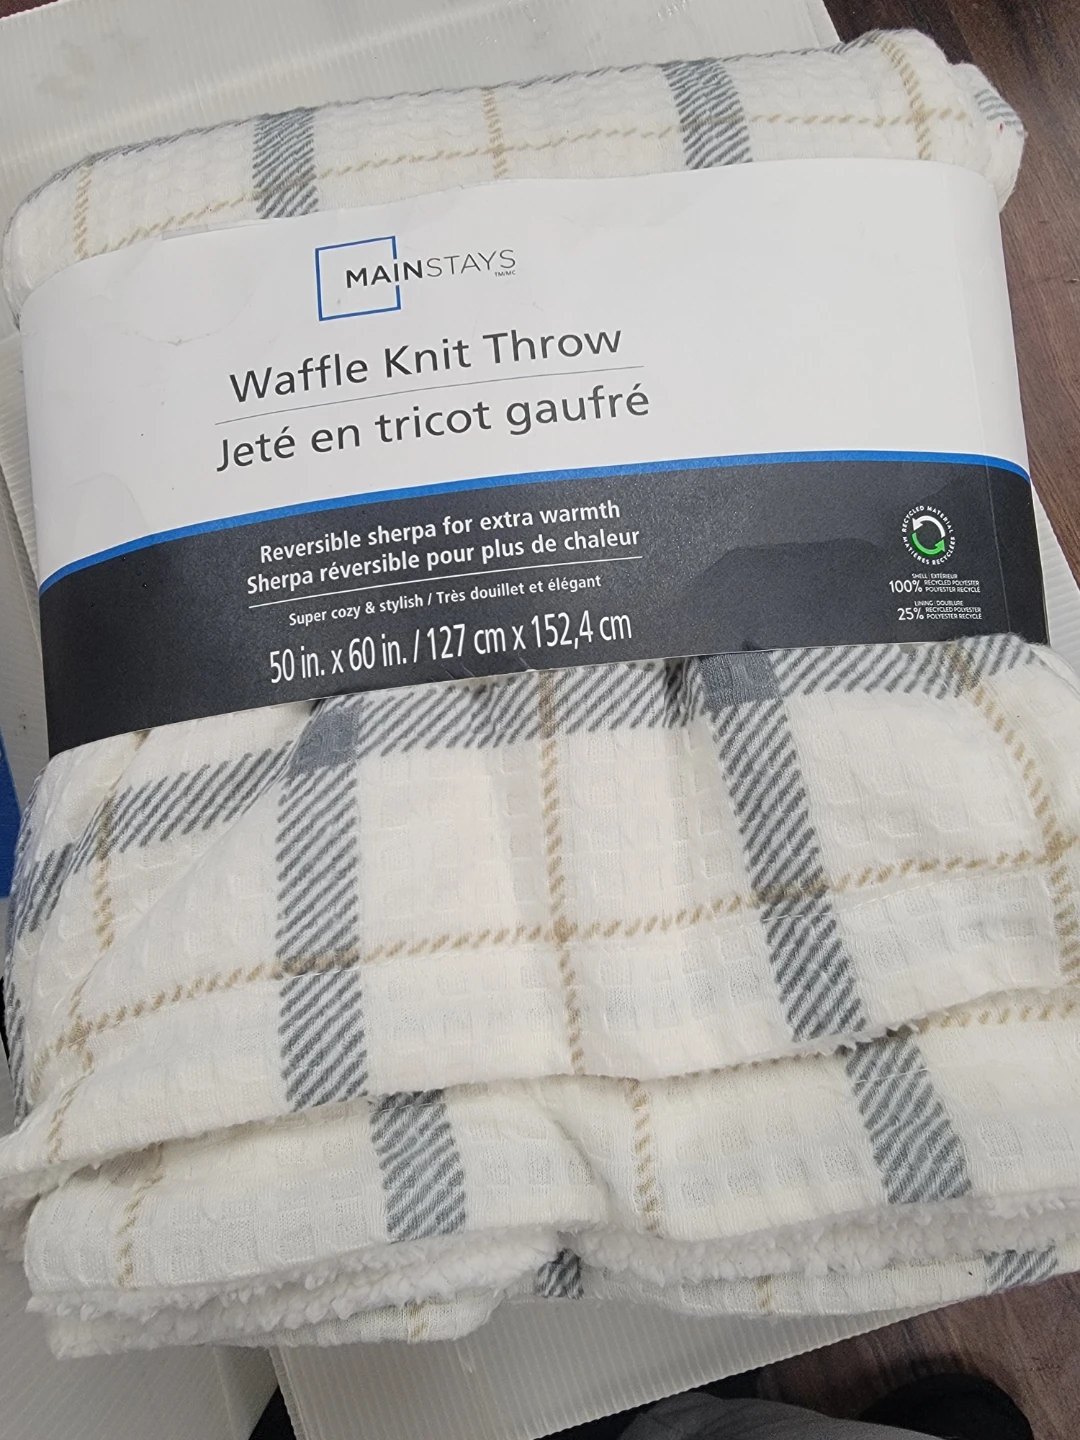 MAINSTAYS
TM/MC
Waffle Knit Throw
Jeté en tricot gaufré
Reversible sherpa for extra warmth
Sherpa réversible pour plus de chaleur
Super cozy & stylish / Très douillet et élégant
50 in. x 60 in. / 127 cm x 152,4 cm
RECYCLED MATERIAL
MATIÈRES RECYCLÉES
SHELL : EXTÉRIEUR
100% RECYCLED POLYESTER
POLYESTER RECYCLÉ
LINING : DOUBLURE
25% RECYCLED POLYESTER
POLYESTER RECYCLÉ